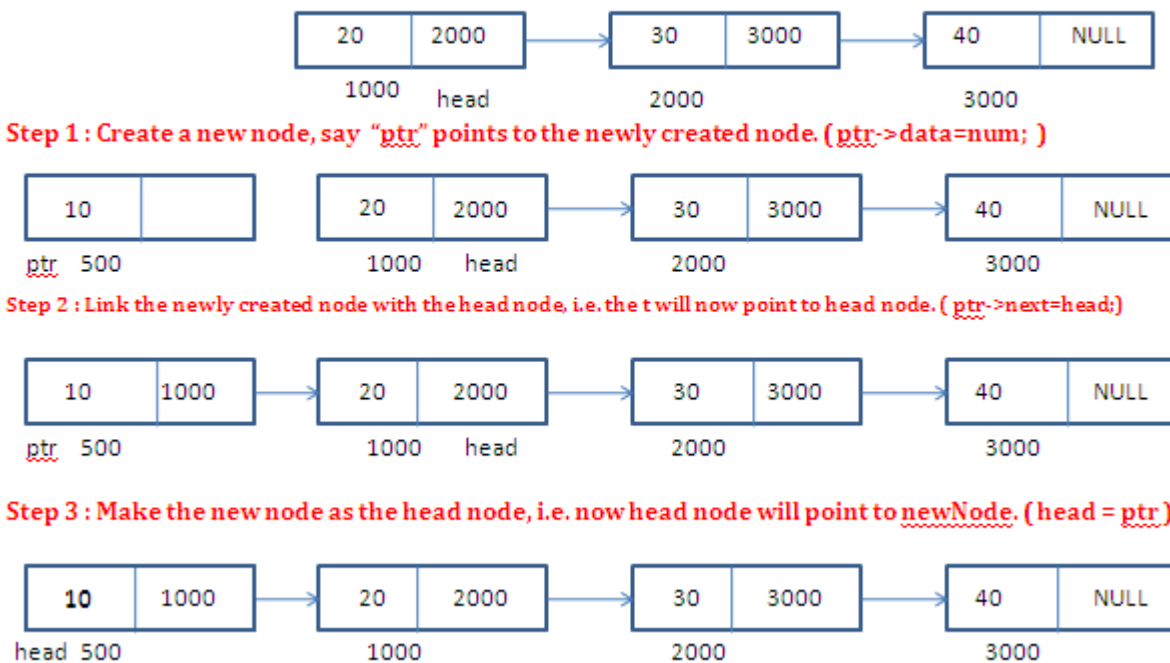 20 2000 30 3000 40 NULL
1000 head 2000 3000
Step 1 : Create a new node, say “ptr” points to the newly created node. ( ptr->data=num; )
10 20 2000 30 3000 40 NULL
ptr 500 1000 head 2000 3000
Step 2 : Link the newly created node with the head node, i.e. the t will now point to head node. ( ptr->next=head;)
10 1000 20 2000 30 3000 40 NULL
ptr 500 1000 head 2000 3000
Step 3 : Make the new node as the head node, i.e. now head node will point to newNode. ( head = ptr )
10 1000 20 2000 30 3000 40 NULL
head 500 1000 2000 3000